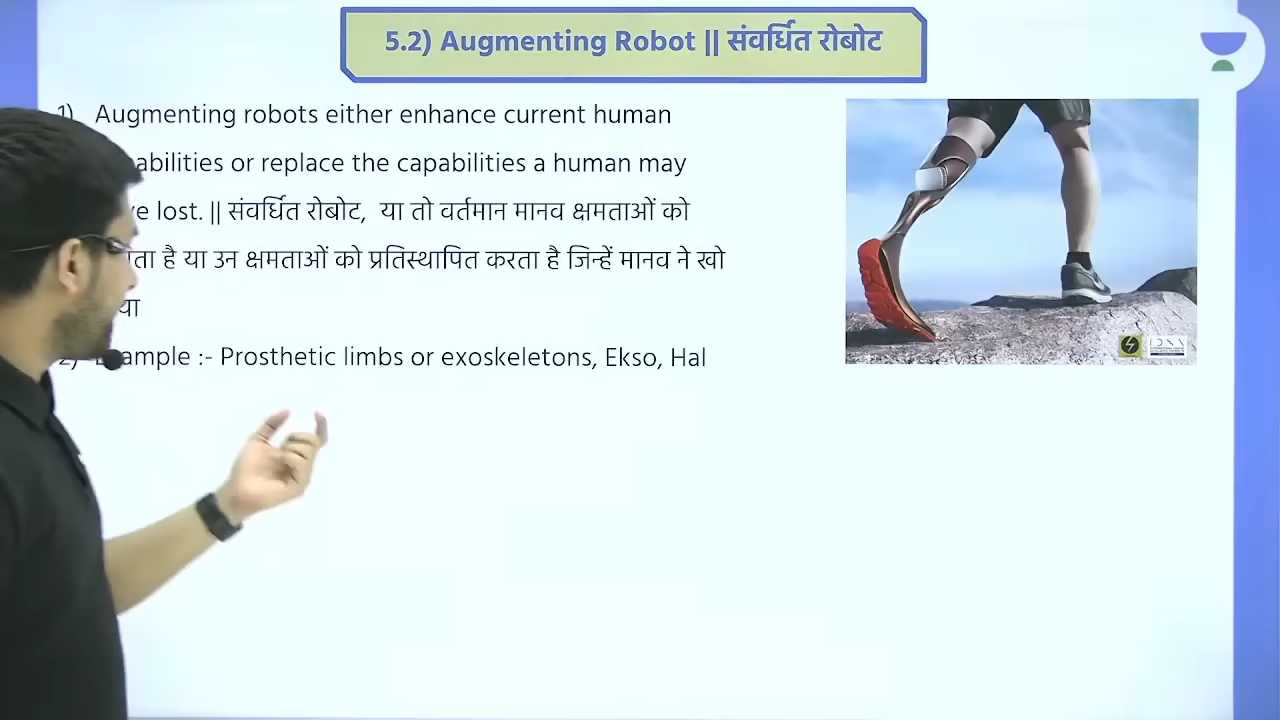 5.2) Augmenting Robot || संवर्धित रोबोट
1) Augmenting robots either enhance current human
abilities or replace the capabilities a human may
lost. || संवर्धित रोबोट, या तो वर्तमान मानव क्षमताओं को
है या उन क्षमताओं को प्रतिस्थापित करता है जिन्हें मानव ने खो
2) Example :- Prosthetic limbs or exoskeletons, Ekso, Hal